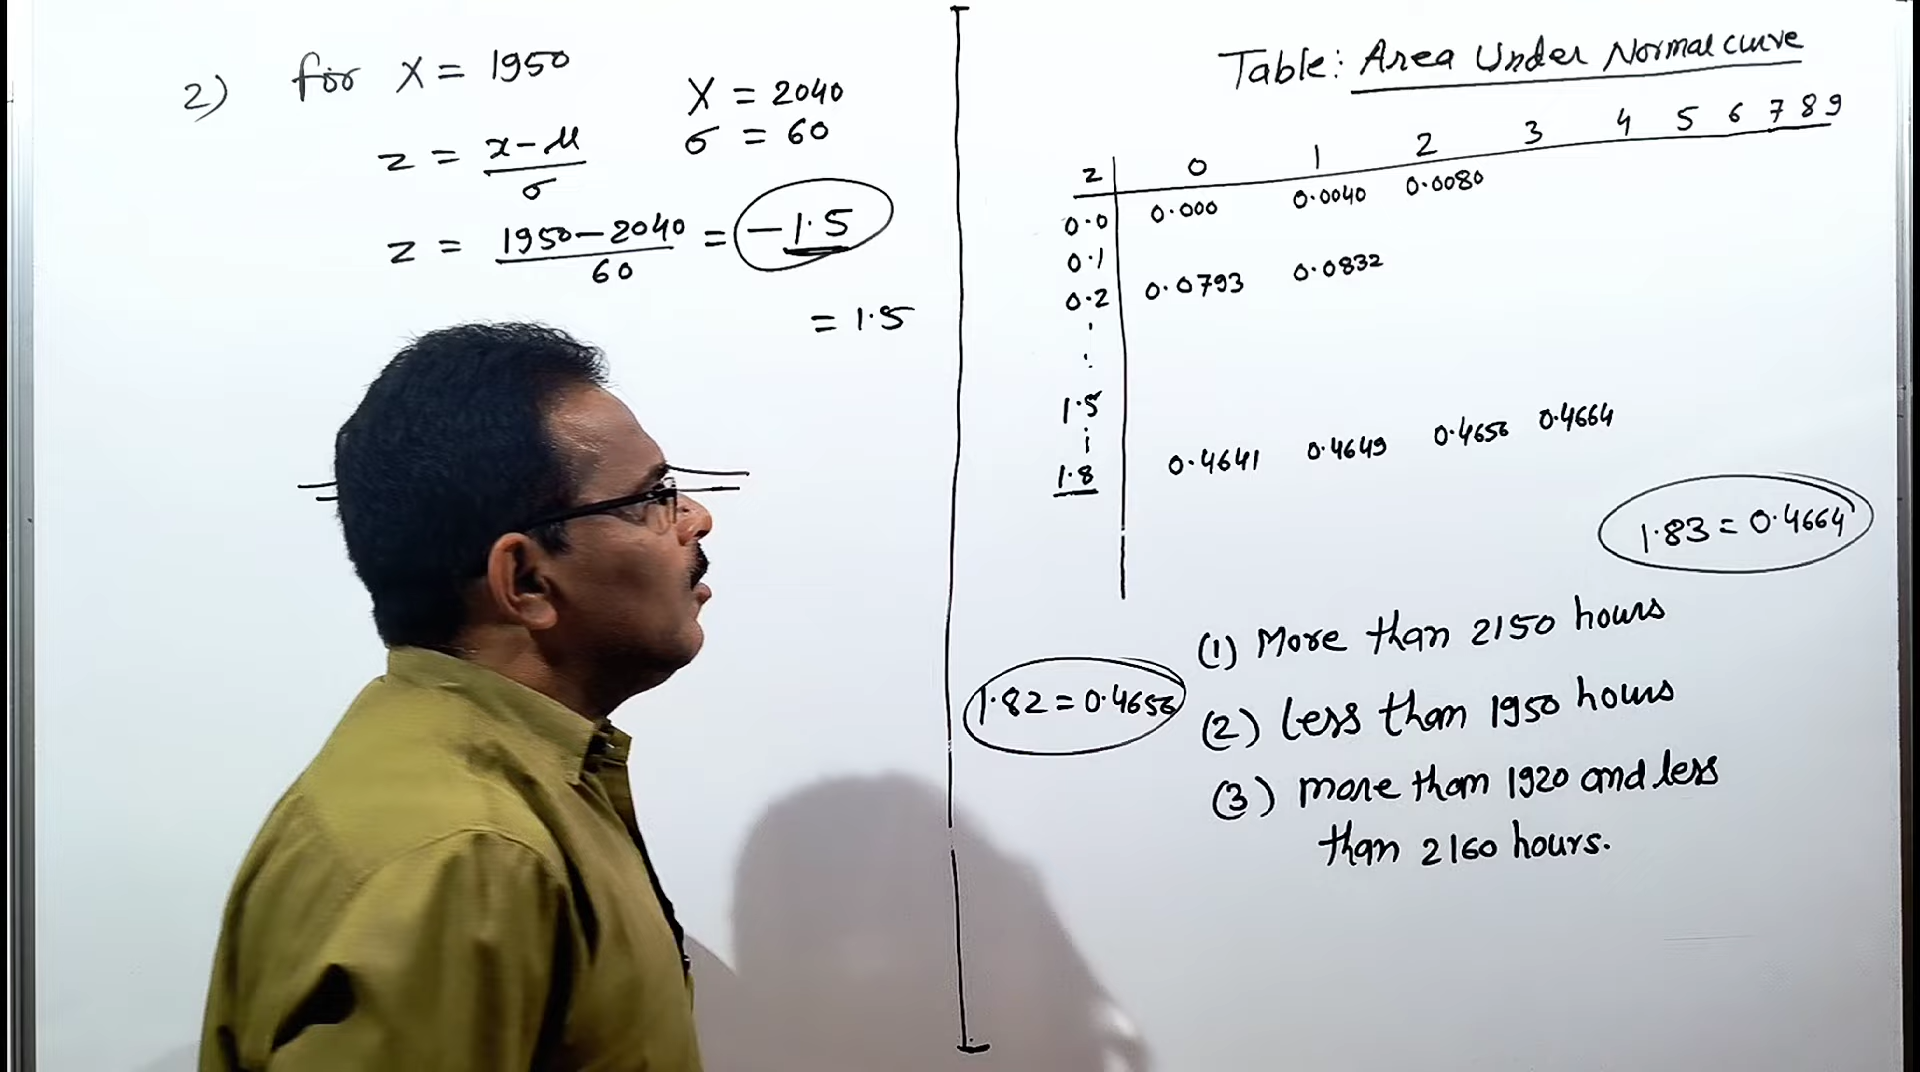 2) for X = 1950
X = 2040
σ = 60
z = x-μ / σ
z = 1950-2040 / 60 = -1.5
= 1.5
Table: Area Under Normal curve
z 0 1 2 3 4 5 6 7 8 9
0.0 0.000 0.0040 0.0080
0.1
0.2 0.0793 0.0832
1.5
1.8 0.4641 0.4649 0.4656 0.4664
1.83 = 0.4664
1.82 = 0.4656
(1) More than 2150 hours
(2) less than 1950 hours
(3) more than 1920 and less
than 2160 hours.